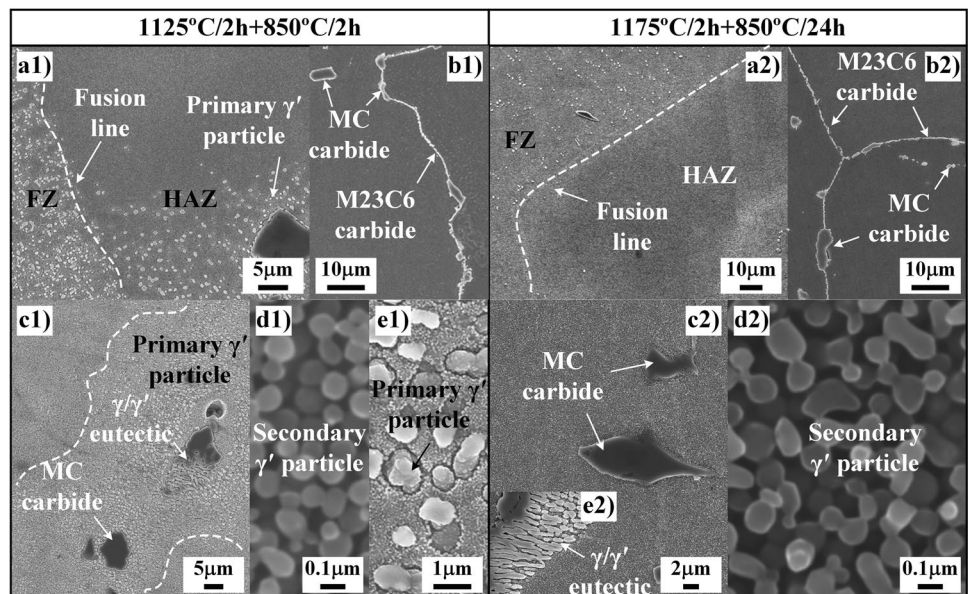 1125ºC/2h+850ºC/2h
1175ºC/2h+850ºC/24h
a1)
Fusion
line
Primary γ′
particle
FZ
HAZ
5μm
b1)
MC
carbide
M23C6
carbide
10μm
a2)
FZ
HAZ
Fusion
line
10μm
b2)
M23C6
carbide
MC
carbide
10μm
c1)
Primary γ′
particle
γ/γ′
eutectic
MC
carbide
5μm
d1)
Secondary
γ′ particle
0.1μm
e1)
Primary γ′
particle
1μm
c2)
MC
carbide
e2)
γ/γ′
eutectic
2μm
d2)
Secondary
γ′ particle
0.1μm